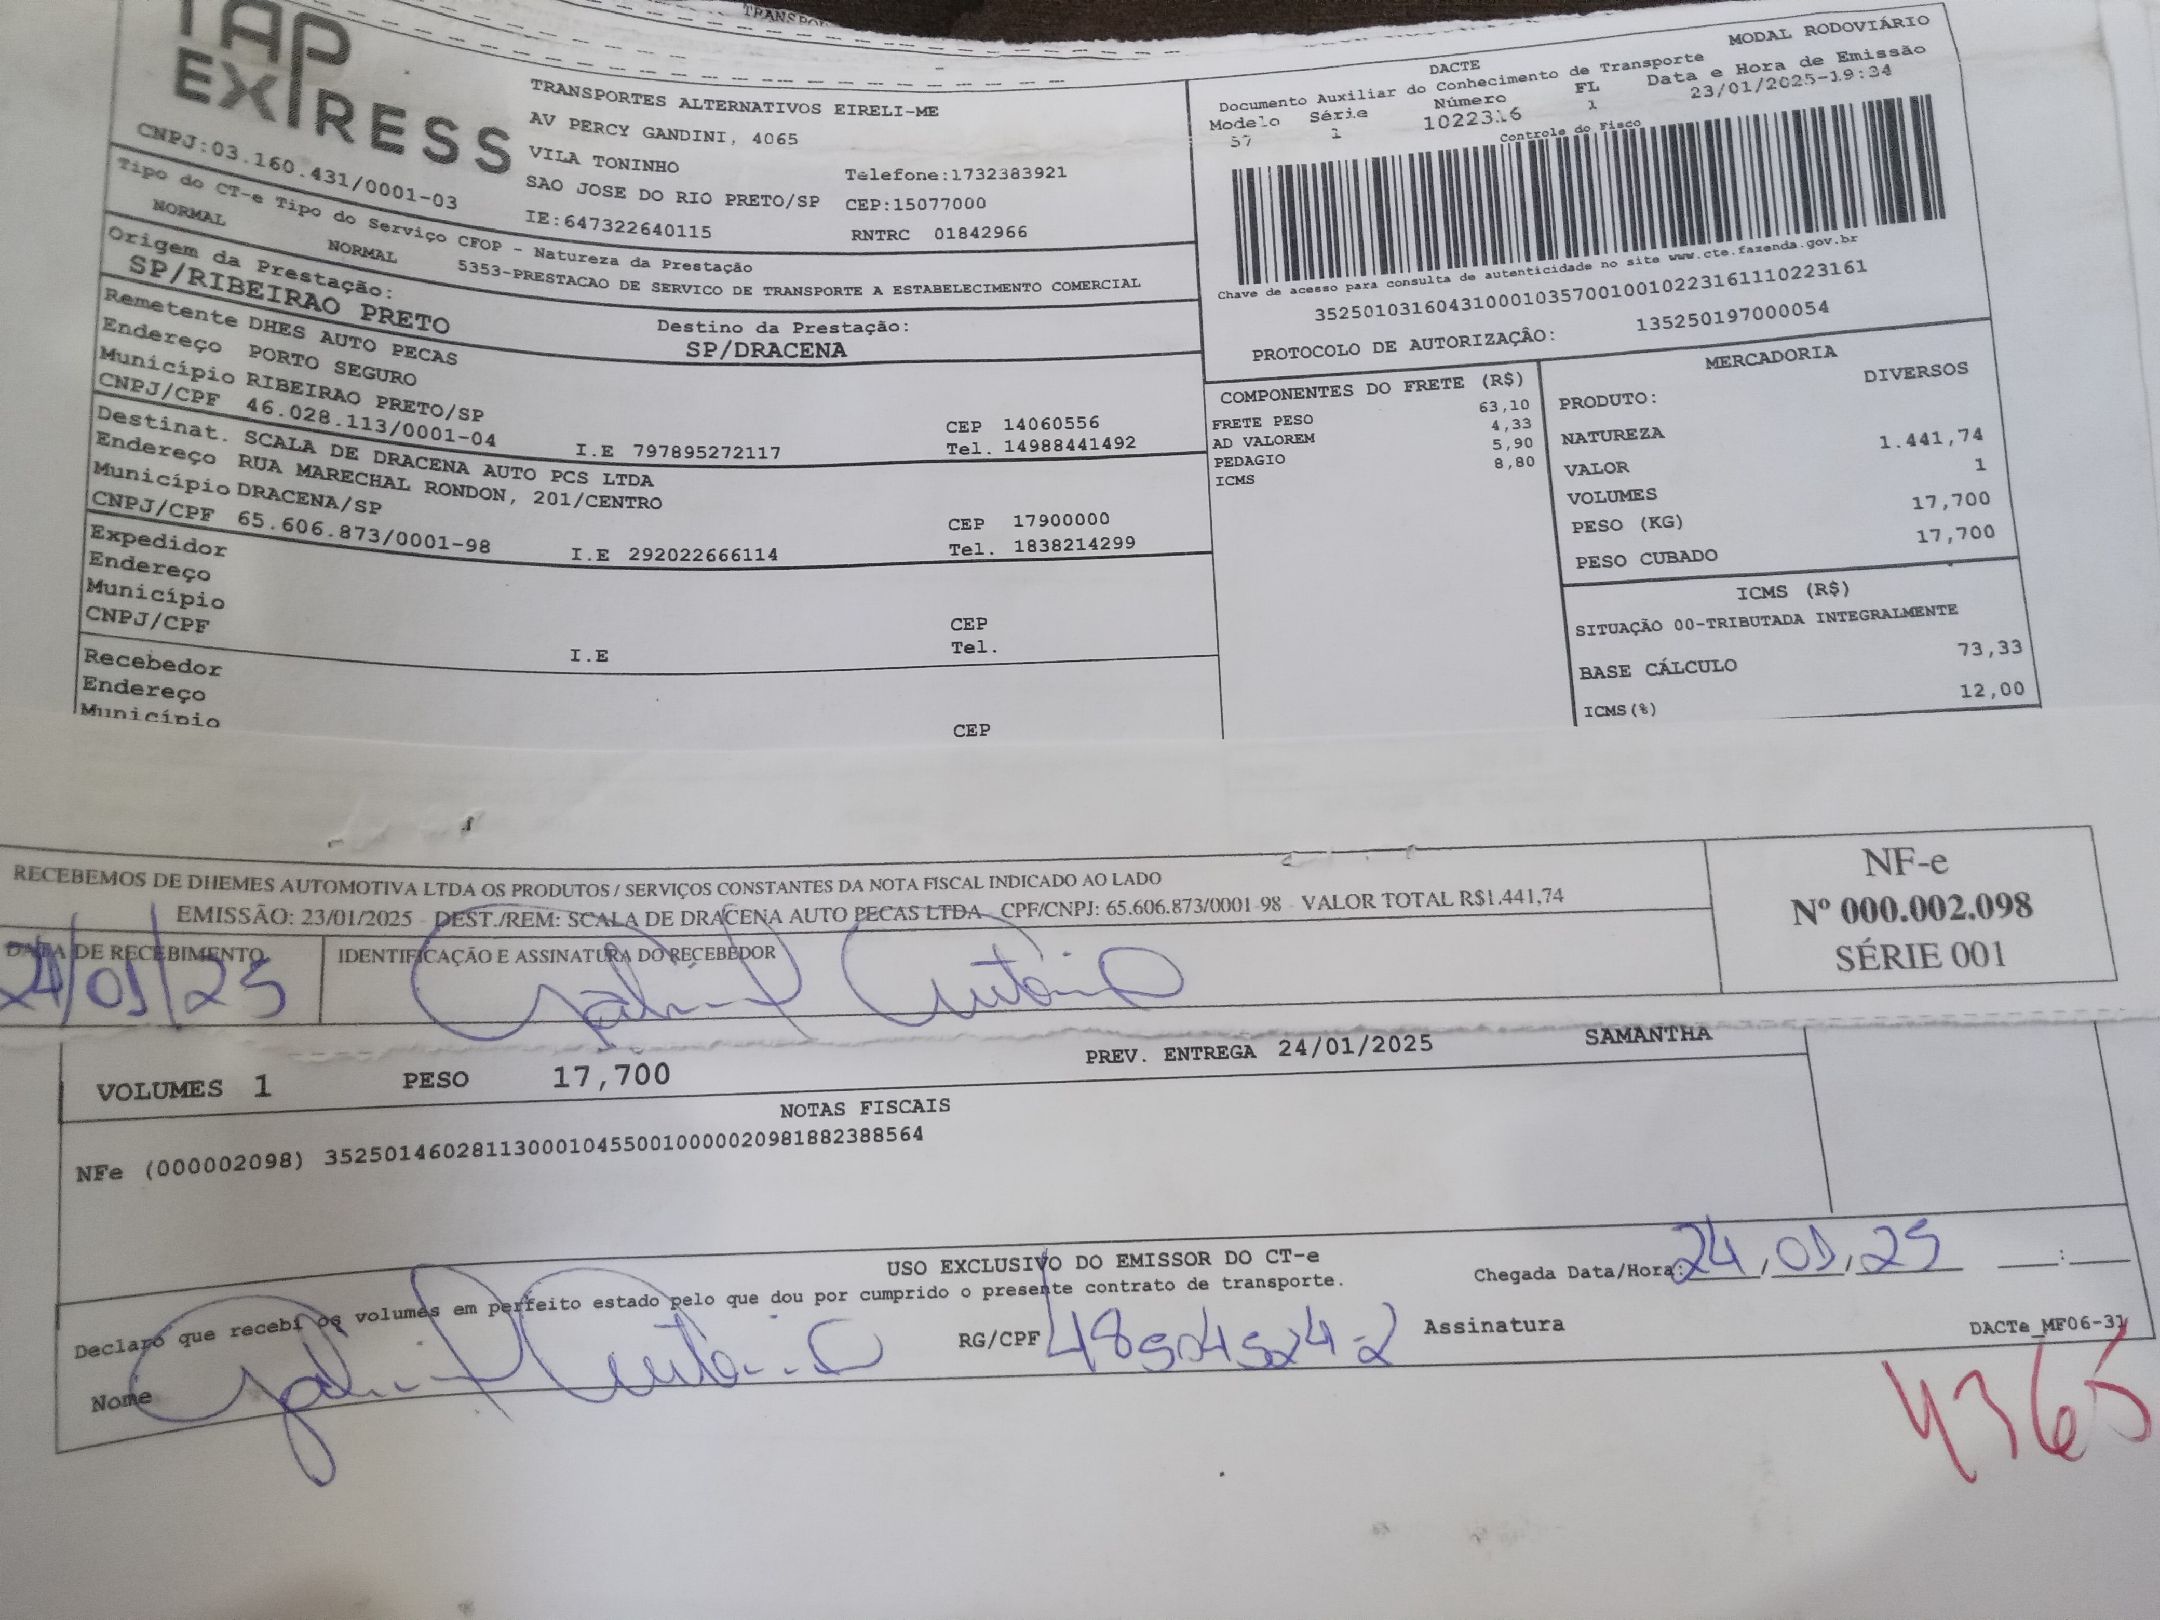 TRANSPOR
TAP
EXPRESS
CNPJ:03.160.431/0001-03
TRANSPORTES ALTERNATIVOS EIRELI-ME
AV PERCY GANDINI, 4065
VILA TONINHO
Telefone:1732383921
SAO JOSE DO RIO PRETO/SP CEP:15077000
IE:647322640115 RNTRC 01842966
DACTE MODAL RODOVIÁRIO
Documento Auxiliar do Conhecimento de Transporte
Modelo Série Número FL Data e Hora de Emissão
57 1 1022316 1 23/01/2025-19:34
Controle do Fisco
Chave de acesso para consulta de autenticidade no site www.cte.fazenda.gov.br
35250103160431000103570010010223161110223161
PROTOCOLO DE AUTORIZAÇÃO: 135250197000054
Tipo do CT-e Tipo do Serviço CFOP - Natureza da Prestação
NORMAL NORMAL 5353-PRESTACAO DE SERVICO DE TRANSPORTE A ESTABELECIMENTO COMERCIAL
Origem da Prestação: Destino da Prestação:
SP/RIBEIRAO PRETO SP/DRACENA
Remetente DHES AUTO PECAS
Endereço PORTO SEGURO
Município RIBEIRAO PRETO/SP CEP 14060556
CNPJ/CPF 46.028.113/0001-04 I.E 797895272117 Tel. 14988441492
Destinat. SCALA DE DRACENA AUTO PCS LTDA
Endereço RUA MARECHAL RONDON, 201/CENTRO
Município DRACENA/SP CEP 17900000
CNPJ/CPF 65.606.873/0001-98 I.E 292022666114 Tel. 1838214299
Expedidor
Endereço
Município CEP
CNPJ/CPF I.E Tel.
Recebedor
Endereço
Município CEP
COMPONENTES DO FRETE (R$)
FRETE PESO 63,10
AD VALOREM 4,33
PEDAGIO 5,90
ICMS 8,80
MERCADORIA
PRODUTO: DIVERSOS
NATUREZA
VALOR 1.441,74
VOLUMES 1
PESO (KG) 17,700
PESO CUBADO 17,700
ICMS (R$)
SITUAÇÃO 00-TRIBUTADA INTEGRALMENTE
BASE CÁLCULO 73,33
ICMS(%) 12,00
RECEBEMOS DE DHEMES AUTOMOTIVA LTDA OS PRODUTOS / SERVIÇOS CONSTANTES DA NOTA FISCAL INDICADO AO LADO
EMISSÃO: 23/01/2025 - DEST./REM: SCALA DE DRACENA AUTO PECAS LTDA - CPF/CNPJ: 65.606.873/0001-98 - VALOR TOTAL R$1.441,74
DATA DE RECEBIMENTO IDENTIFICAÇÃO E ASSINATURA DO RECEBEDOR
24/01/25 Gabriel Antonio
NF-e
Nº 000.002.098
SÉRIE 001
VOLUMES 1 PESO 17,700 PREV. ENTREGA 24/01/2025 SAMANTHA
NOTAS FISCAIS
NFe (000002098) 35250146028113000104550010000020981882388564
USO EXCLUSIVO DO EMISSOR DO CT-e
Declaro que recebi os volumes em perfeito estado pelo que dou por cumprido o presente contrato de transporte. Chegada Data/Hora: 24,01,25 :
Nome Gabriel Antonio RG/CPF 48504524-2 Assinatura
DACTe_MF06-31
4365